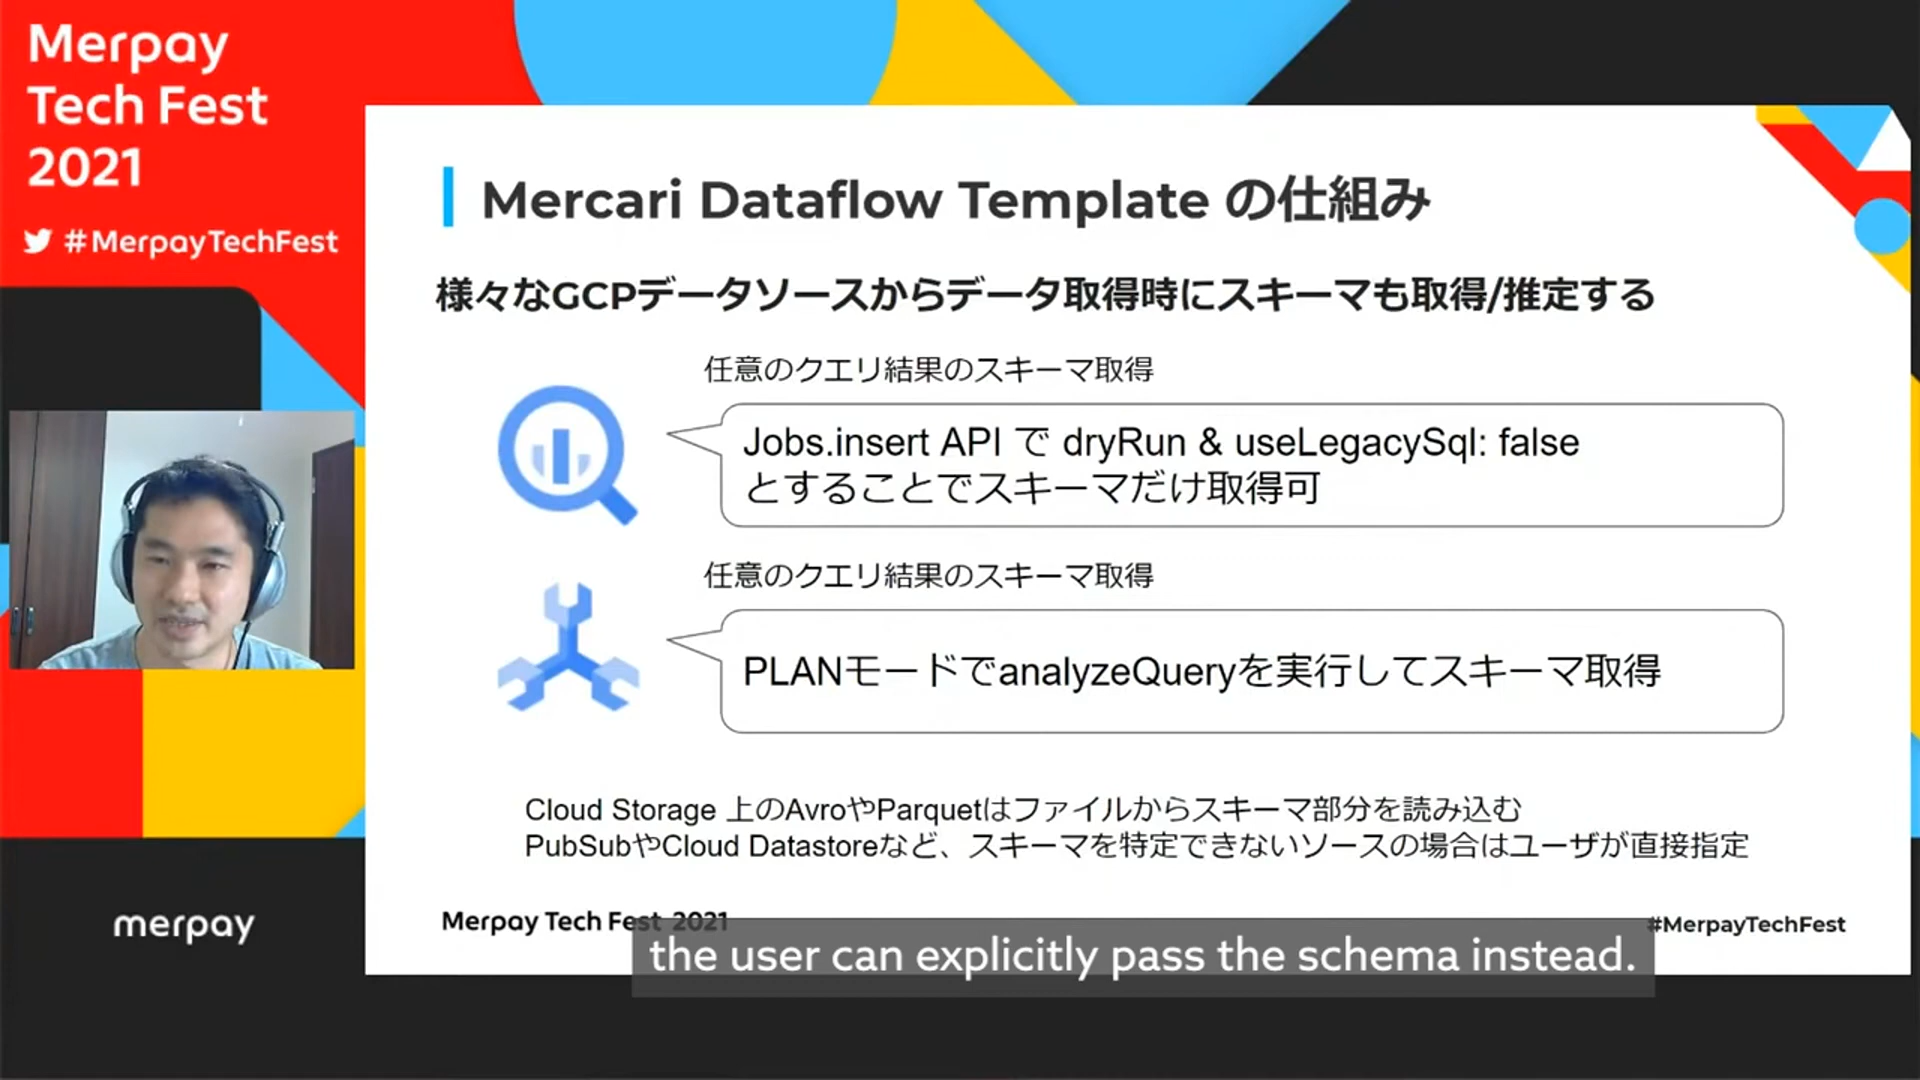 Merpay
Tech Fest
2021
#MerpayTechFest
Mercari Dataflow Template の仕組み
様々なGCPデータソースからデータ取得時にスキーマも取得/推定する
任意のクエリ結果のスキーマ取得
Jobs.insert API で dryRun & useLegacySql: false
とすることでスキーマだけ取得可
任意のクエリ結果のスキーマ取得
PLANモードでanalyzeQueryを実行してスキーマ取得
Cloud Storage 上のAvroやParquetはファイルからスキーマ部分を読み込む
PubSubやCloud Datastoreなど、スキーマを特定できないソースの場合はユーザが直接指定
merpay
Merpay Tech Fest 2021
#MerpayTechFest
the user can explicitly pass the schema instead.